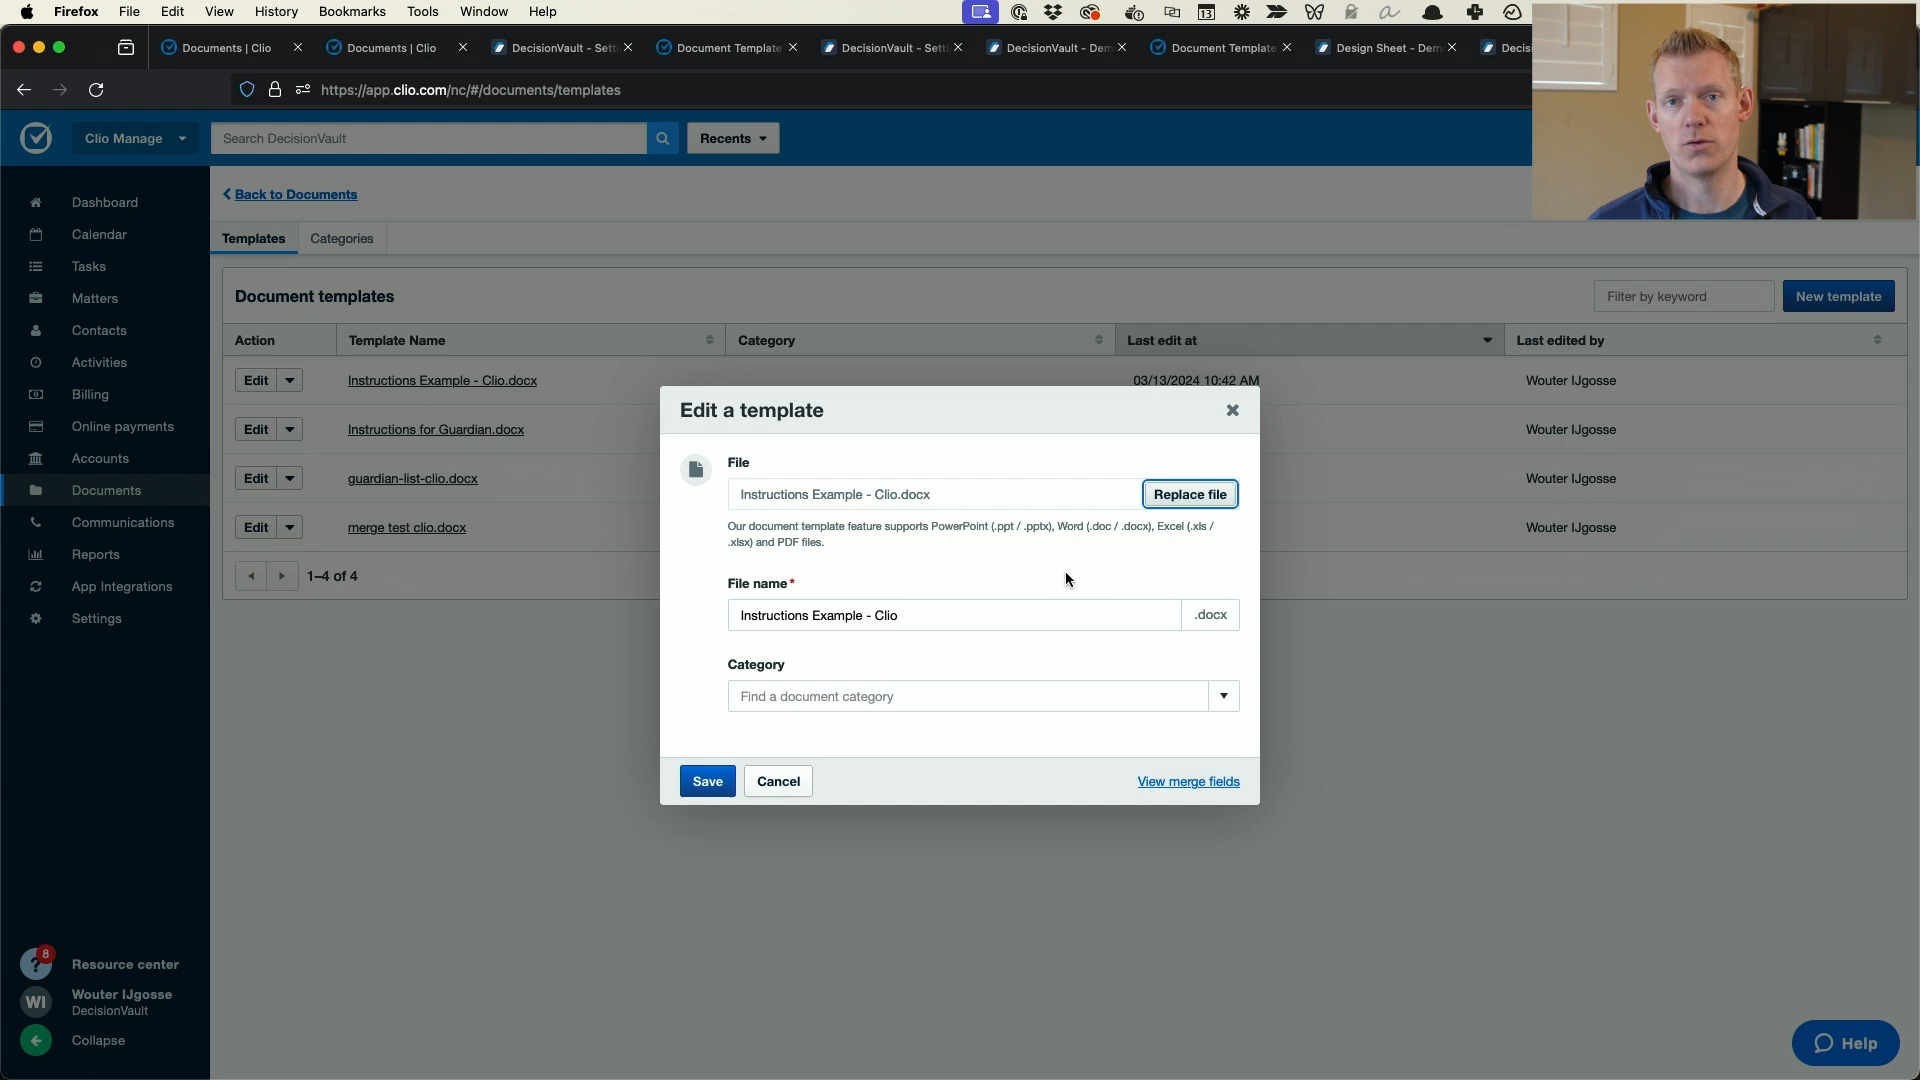 Firefox File Edit View History Bookmarks Tools Window Help
13
Documents | Clio
Documents | Clio
DecisionVault - Setti
Document Template
DecisionVault - Setti
DecisionVault - Dem
Document Template
Design Sheet - Dem
Decis
https://app.clio.com/nc/#/documents/templates
Clio Manage
Search DecisionVault
Recents
Dashboard
Calendar
Tasks
Matters
Contacts
Activities
Billing
Online payments
Accounts
Documents
Communications
Reports
App Integrations
Settings
8
?
Resource center
WI
Wouter IJgosse
DecisionVault
Collapse
Back to Documents
Templates
Categories
Document templates
Filter by keyword
New template
Action
Template Name
Category
Last edit at
Last edited by
Edit
Instructions Example - Clio.docx
03/13/2024 10:42 AM
Wouter IJgosse
Edit
Instructions for Guardian.docx
Wouter IJgosse
Edit
guardian-list-clio.docx
Wouter IJgosse
Edit
merge test clio.docx
Wouter IJgosse
1–4 of 4
Edit a template
File
Instructions Example - Clio.docx
Replace file
Our document template feature supports PowerPoint (.ppt / .pptx), Word (.doc / .docx), Excel (.xls /
.xlsx) and PDF files.
File name*
Instructions Example - Clio
.docx
Category
Find a document category
Save
Cancel
View merge fields
Help